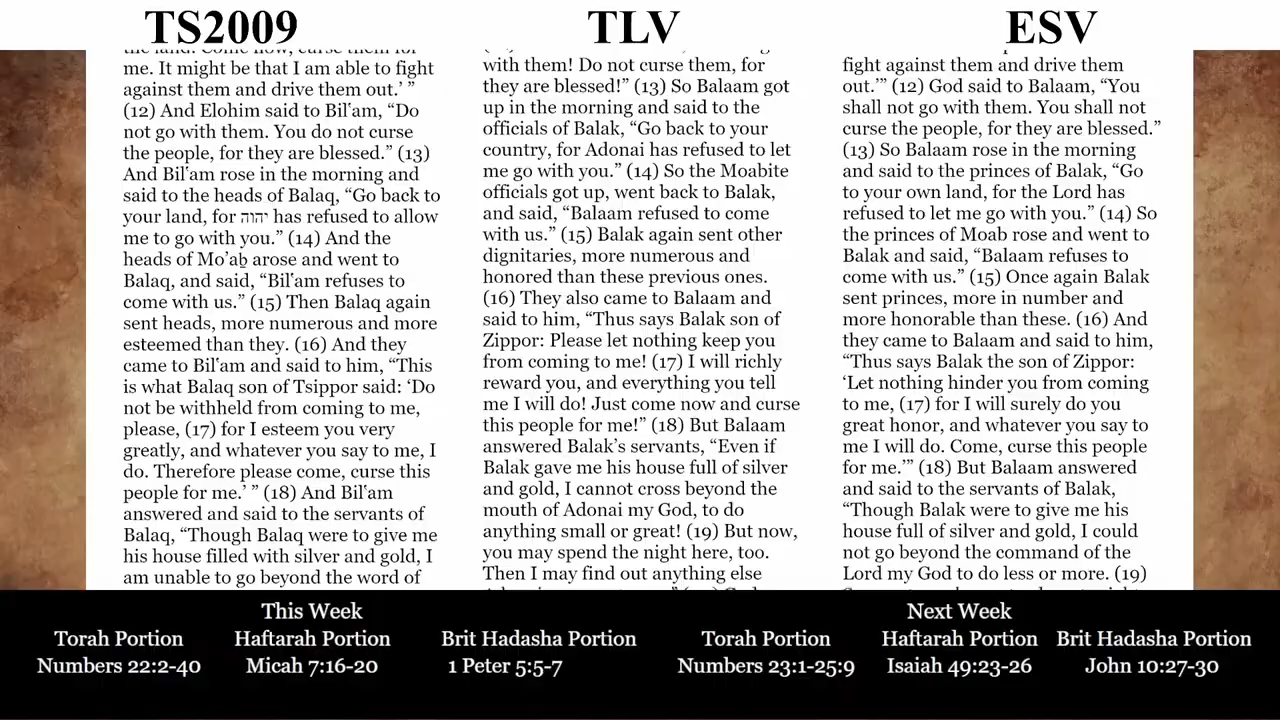 TS2009
the land. Come now, curse them for
me. It might be that I am able to fight
against them and drive them out.’ ”
(12) And Elohim said to Bil‛am, “Do
not go with them. You do not curse
the people, for they are blessed.” (13)
And Bil‛am rose in the morning and
said to the heads of Balaq, “Go back to
your land, for יהוה has refused to allow
me to go with you.” (14) And the
heads of Mo’aḇ arose and went to
Balaq, and said, “Bil‛am refuses to
come with us.” (15) Then Balaq again
sent heads, more numerous and more
esteemed than they. (16) And they
came to Bil‛am and said to him, “This
is what Balaq son of Tsippor said: ‘Do
not be withheld from coming to me,
please, (17) for I esteem you very
greatly, and whatever you say to me, I
do. Therefore please come, curse this
people for me.’ ” (18) And Bil‛am
answered and said to the servants of
Balaq, “Though Balaq were to give me
his house filled with silver and gold, I
am unable to go beyond the word of
TLV
with them! Do not curse them, for
they are blessed!” (13) So Balaam got
up in the morning and said to the
officials of Balak, “Go back to your
country, for Adonai has refused to let
me go with you.” (14) So the Moabite
officials got up, went back to Balak,
and said, “Balaam refused to come
with us.” (15) Balak again sent other
dignitaries, more numerous and
honored than these previous ones.
(16) They also came to Balaam and
said to him, “Thus says Balak son of
Zippor: Please let nothing keep you
from coming to me! (17) I will richly
reward you, and everything you tell
me I will do! Just come now and curse
this people for me!” (18) But Balaam
answered Balak’s servants, “Even if
Balak gave me his house full of silver
and gold, I cannot cross beyond the
mouth of Adonai my God, to do
anything small or great! (19) But now,
you may spend the night here, too.
Then I may find out anything else
ESV
fight against them and drive them
out.’” (12) God said to Balaam, “You
shall not go with them. You shall not
curse the people, for they are blessed.”
(13) So Balaam rose in the morning
and said to the princes of Balak, “Go
to your own land, for the Lord has
refused to let me go with you.” (14) So
the princes of Moab rose and went to
Balak and said, “Balaam refuses to
come with us.” (15) Once again Balak
sent princes, more in number and
more honorable than these. (16) And
they came to Balaam and said to him,
“Thus says Balak the son of Zippor:
‘Let nothing hinder you from coming
to me, (17) for I will surely do you
great honor, and whatever you say to
me I will do. Come, curse this people
for me.’” (18) But Balaam answered
and said to the servants of Balak,
“Though Balak were to give me his
house full of silver and gold, I could
not go beyond the command of the
Lord my God to do less or more. (19)
This Week
Torah Portion
Numbers 22:2-40
Haftarah Portion
Micah 7:16-20
Brit Hadasha Portion
1 Peter 5:5-7
Next Week
Torah Portion
Numbers 23:1-25:9
Haftarah Portion
Isaiah 49:23-26
Brit Hadasha Portion
John 10:27-30